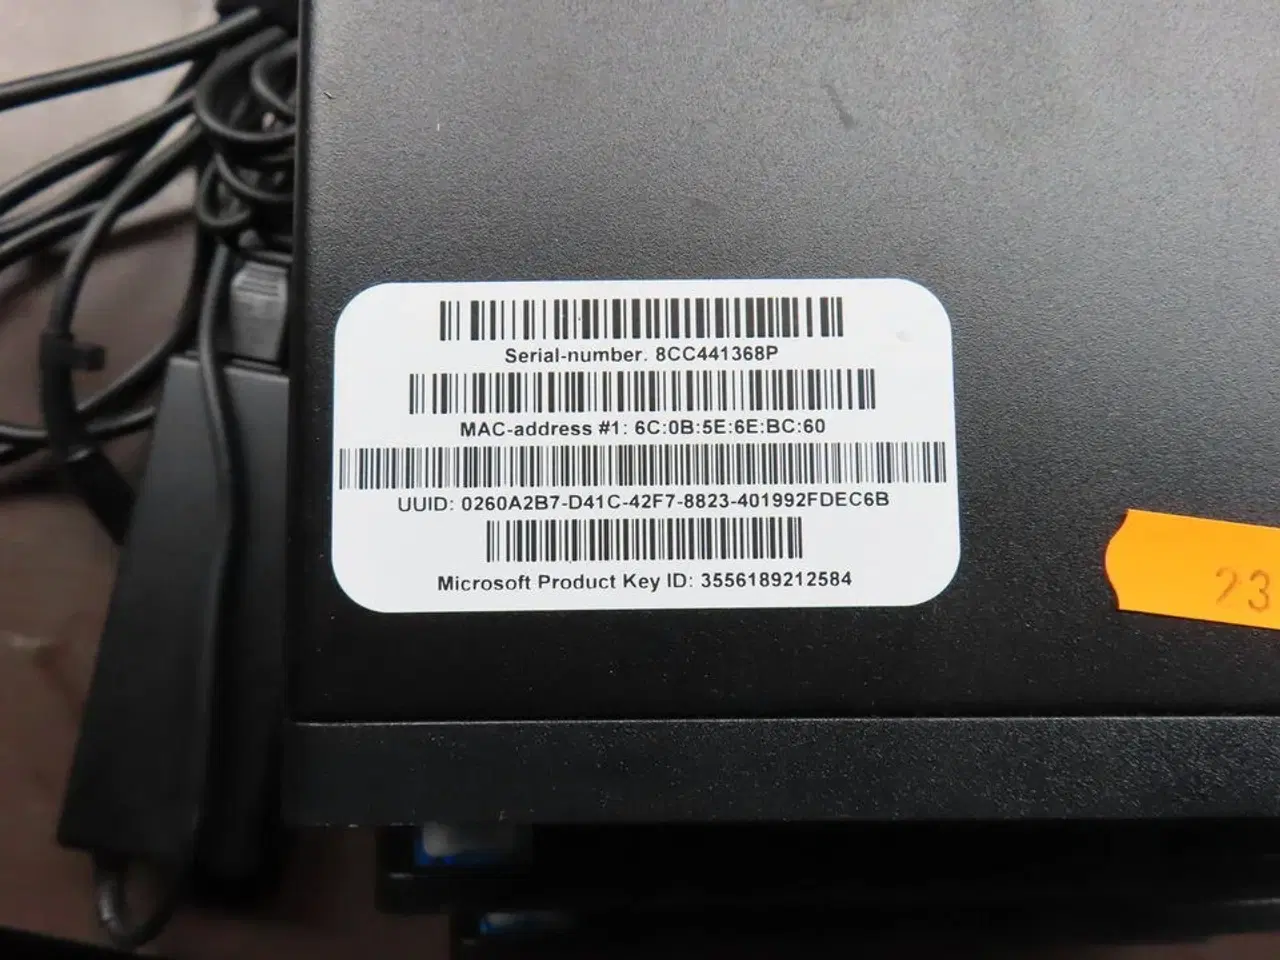 Serial-number. 8CC441368P
MAC-address #1: 6C:0B:5E:6E:BC:60
UUID: 0260A2B7-D41C-42F7-8823-401992FDEC6B
Microsoft Product Key ID: 3556189212584
23